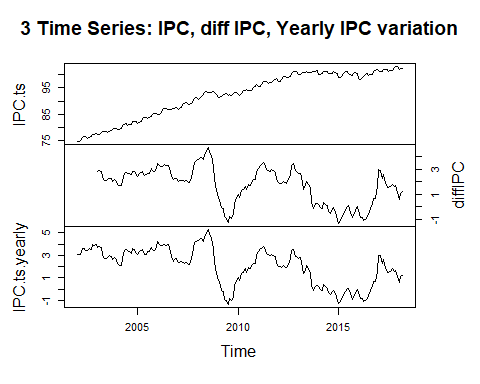 3 Time Series: IPC, diff IPC, Yearly IPC variation
IPC.ts
75 85 95
diffIPC
-1 1 3
IPC.ts.yearly
-1 1 3 5
2005 2010 2015
Time